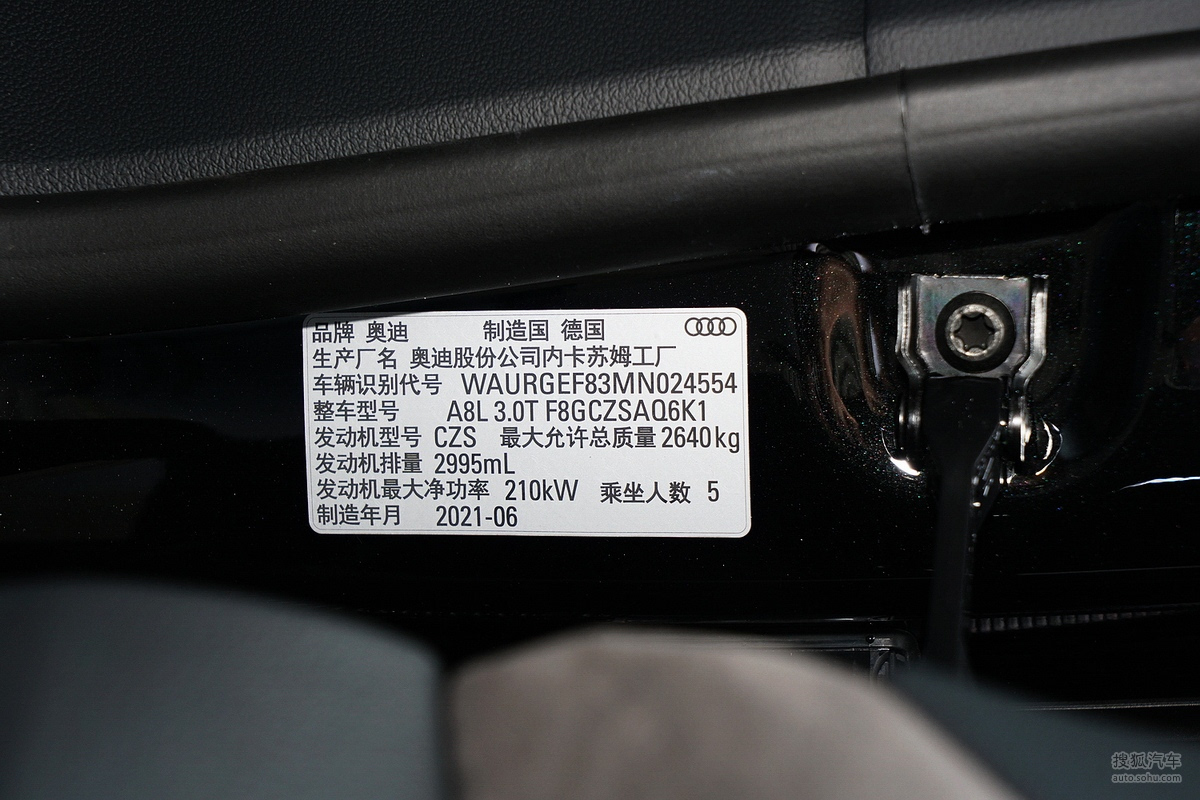 品牌 奥迪 制造国 德国
生产厂名 奥迪股份公司内卡苏姆工厂
车辆识别代号 WAURGEF83MN024554
整车型号 A8L 3.0T F8GCZSAQ6K1
发动机型号 CZS 最大允许总质量 2640kg
发动机排量 2995mL
发动机最大净功率 210kW 乘坐人数 5
制造年月 2021-06
搜狐汽车
auto.sohu.com